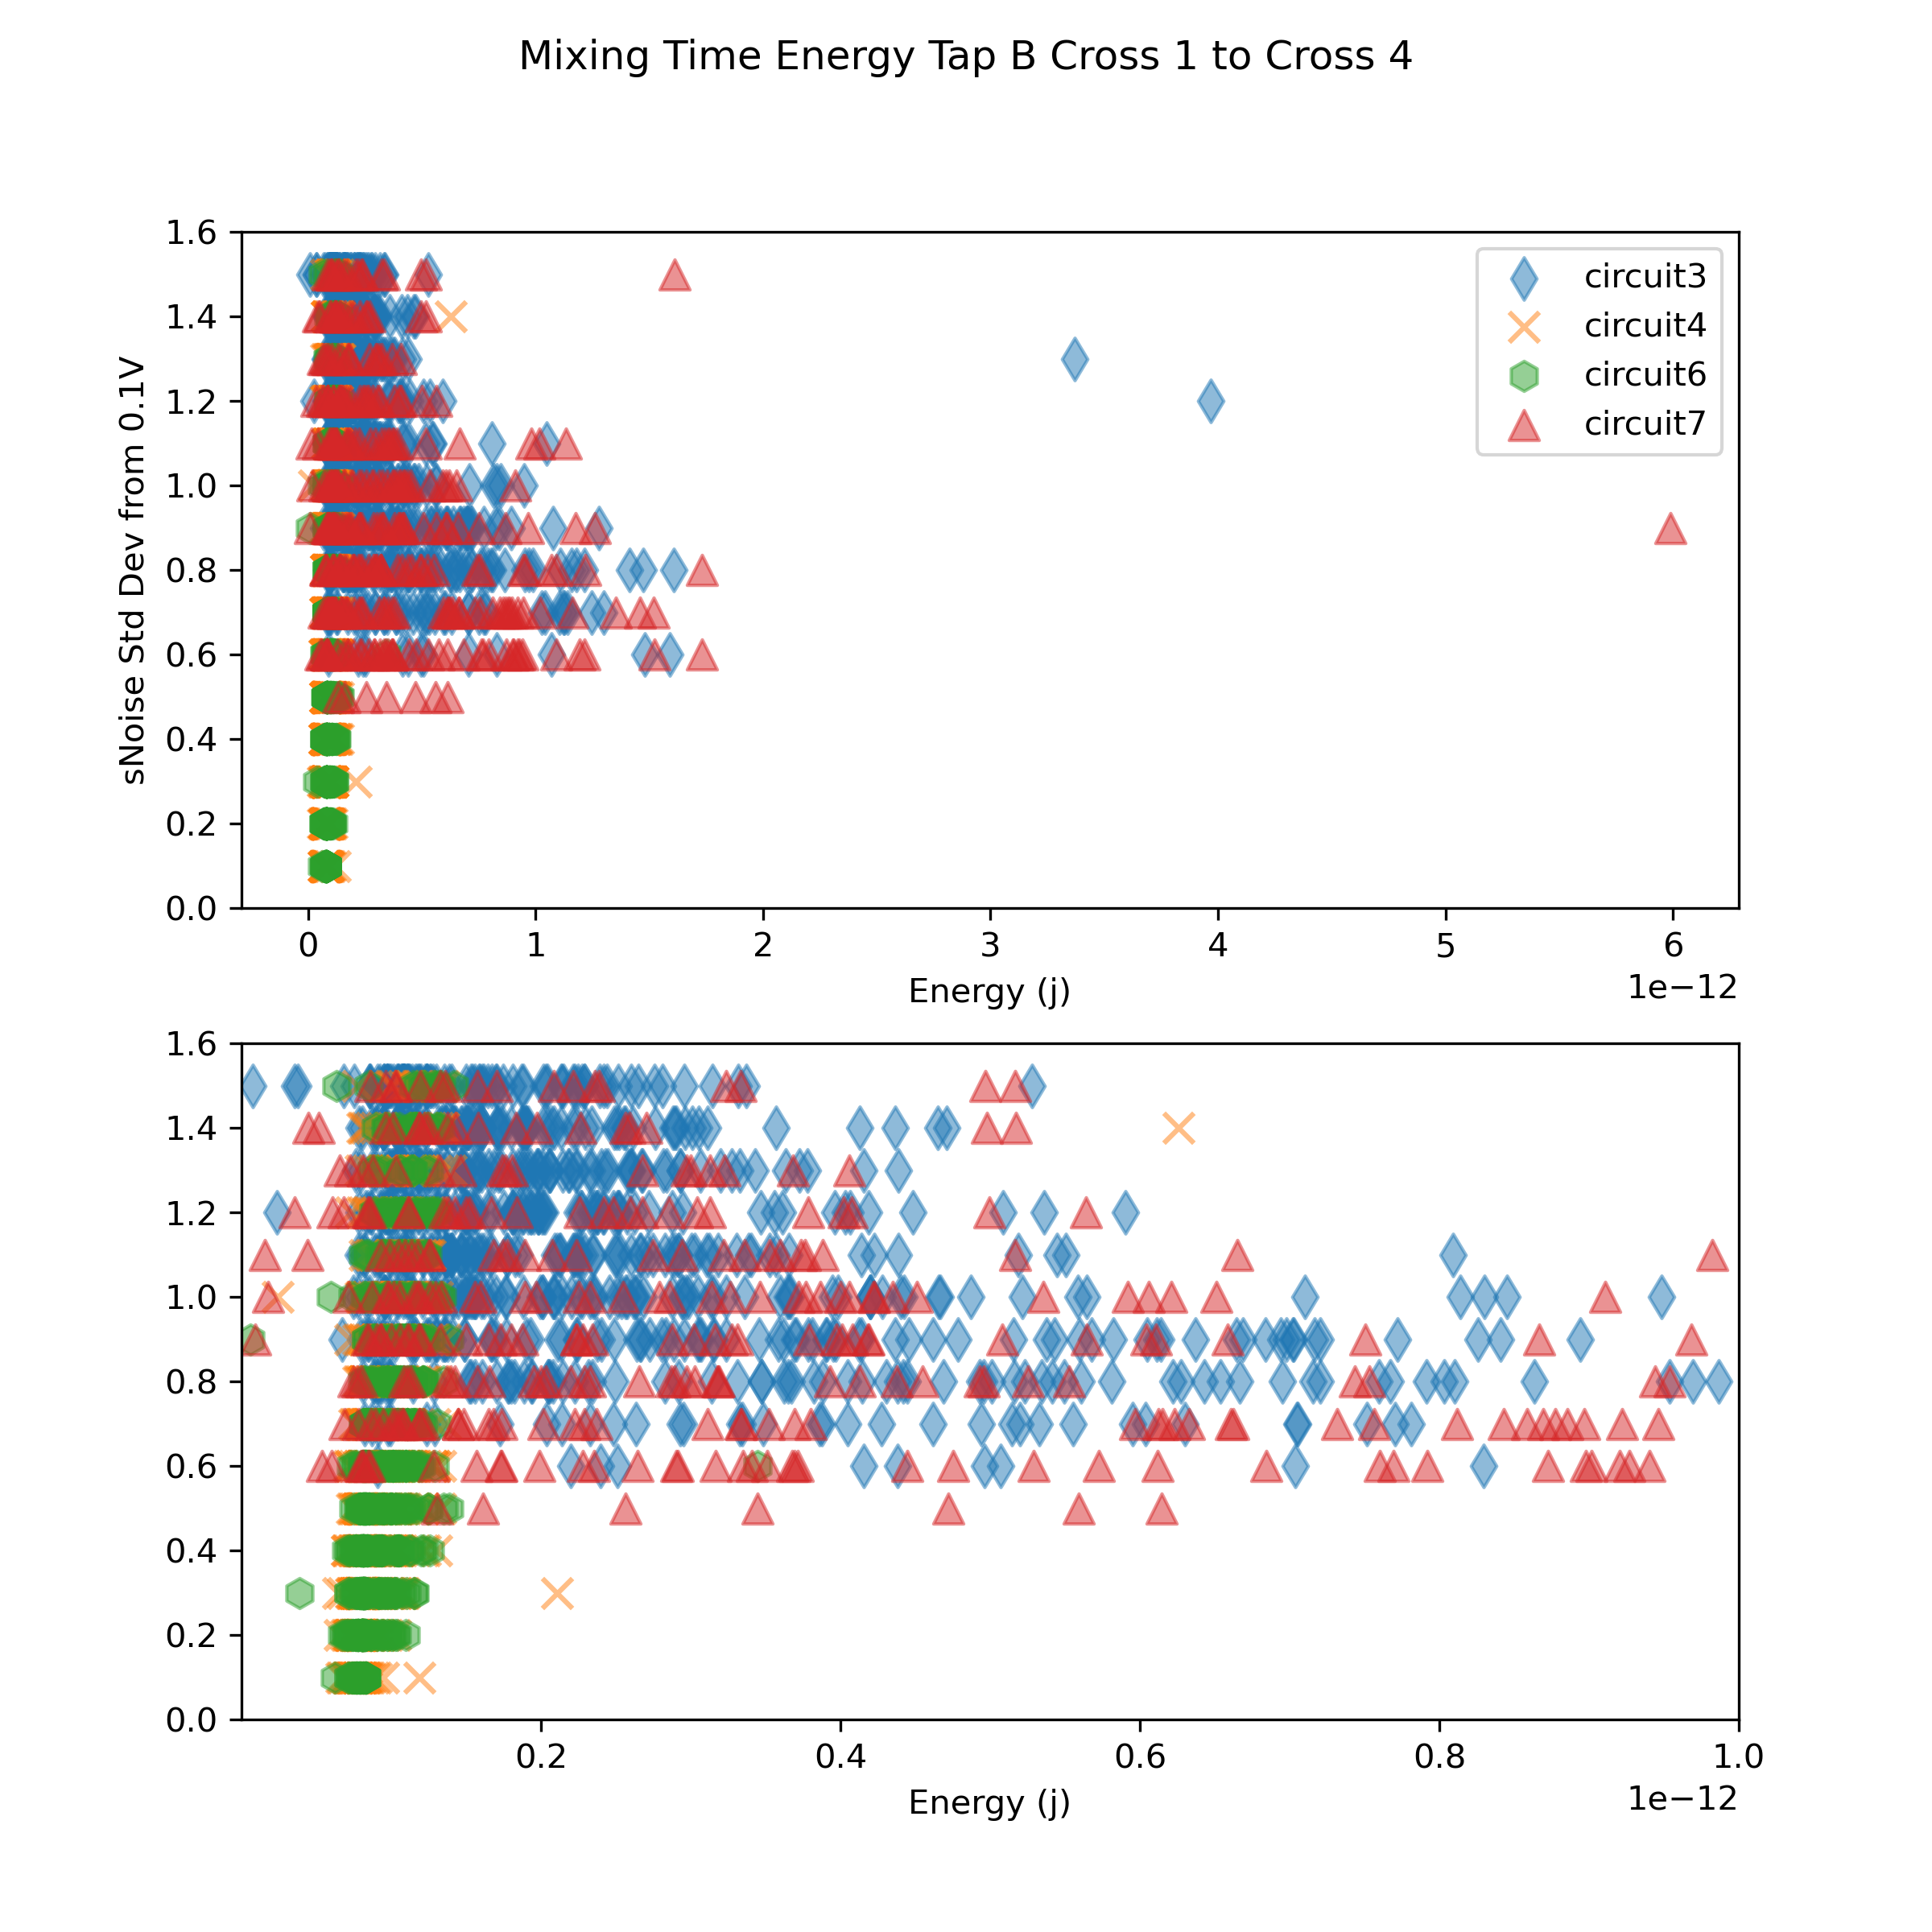 Mixing Time Energy Tap B Cross 1 to Cross 4
1.6
1.4
1.2
1.0
0.8
0.6
0.4
0.2
0.0
sNoise Std Dev from 0.1V
circuit3
circuit4
circuit6
circuit7
0 1 2 3 4 5 6
1e−12
Energy (j)
1.6
1.4
1.2
1.0
0.8
0.6
0.4
0.2
0.0
0.2 0.4 0.6 0.8 1.0
1e−12
Energy (j)